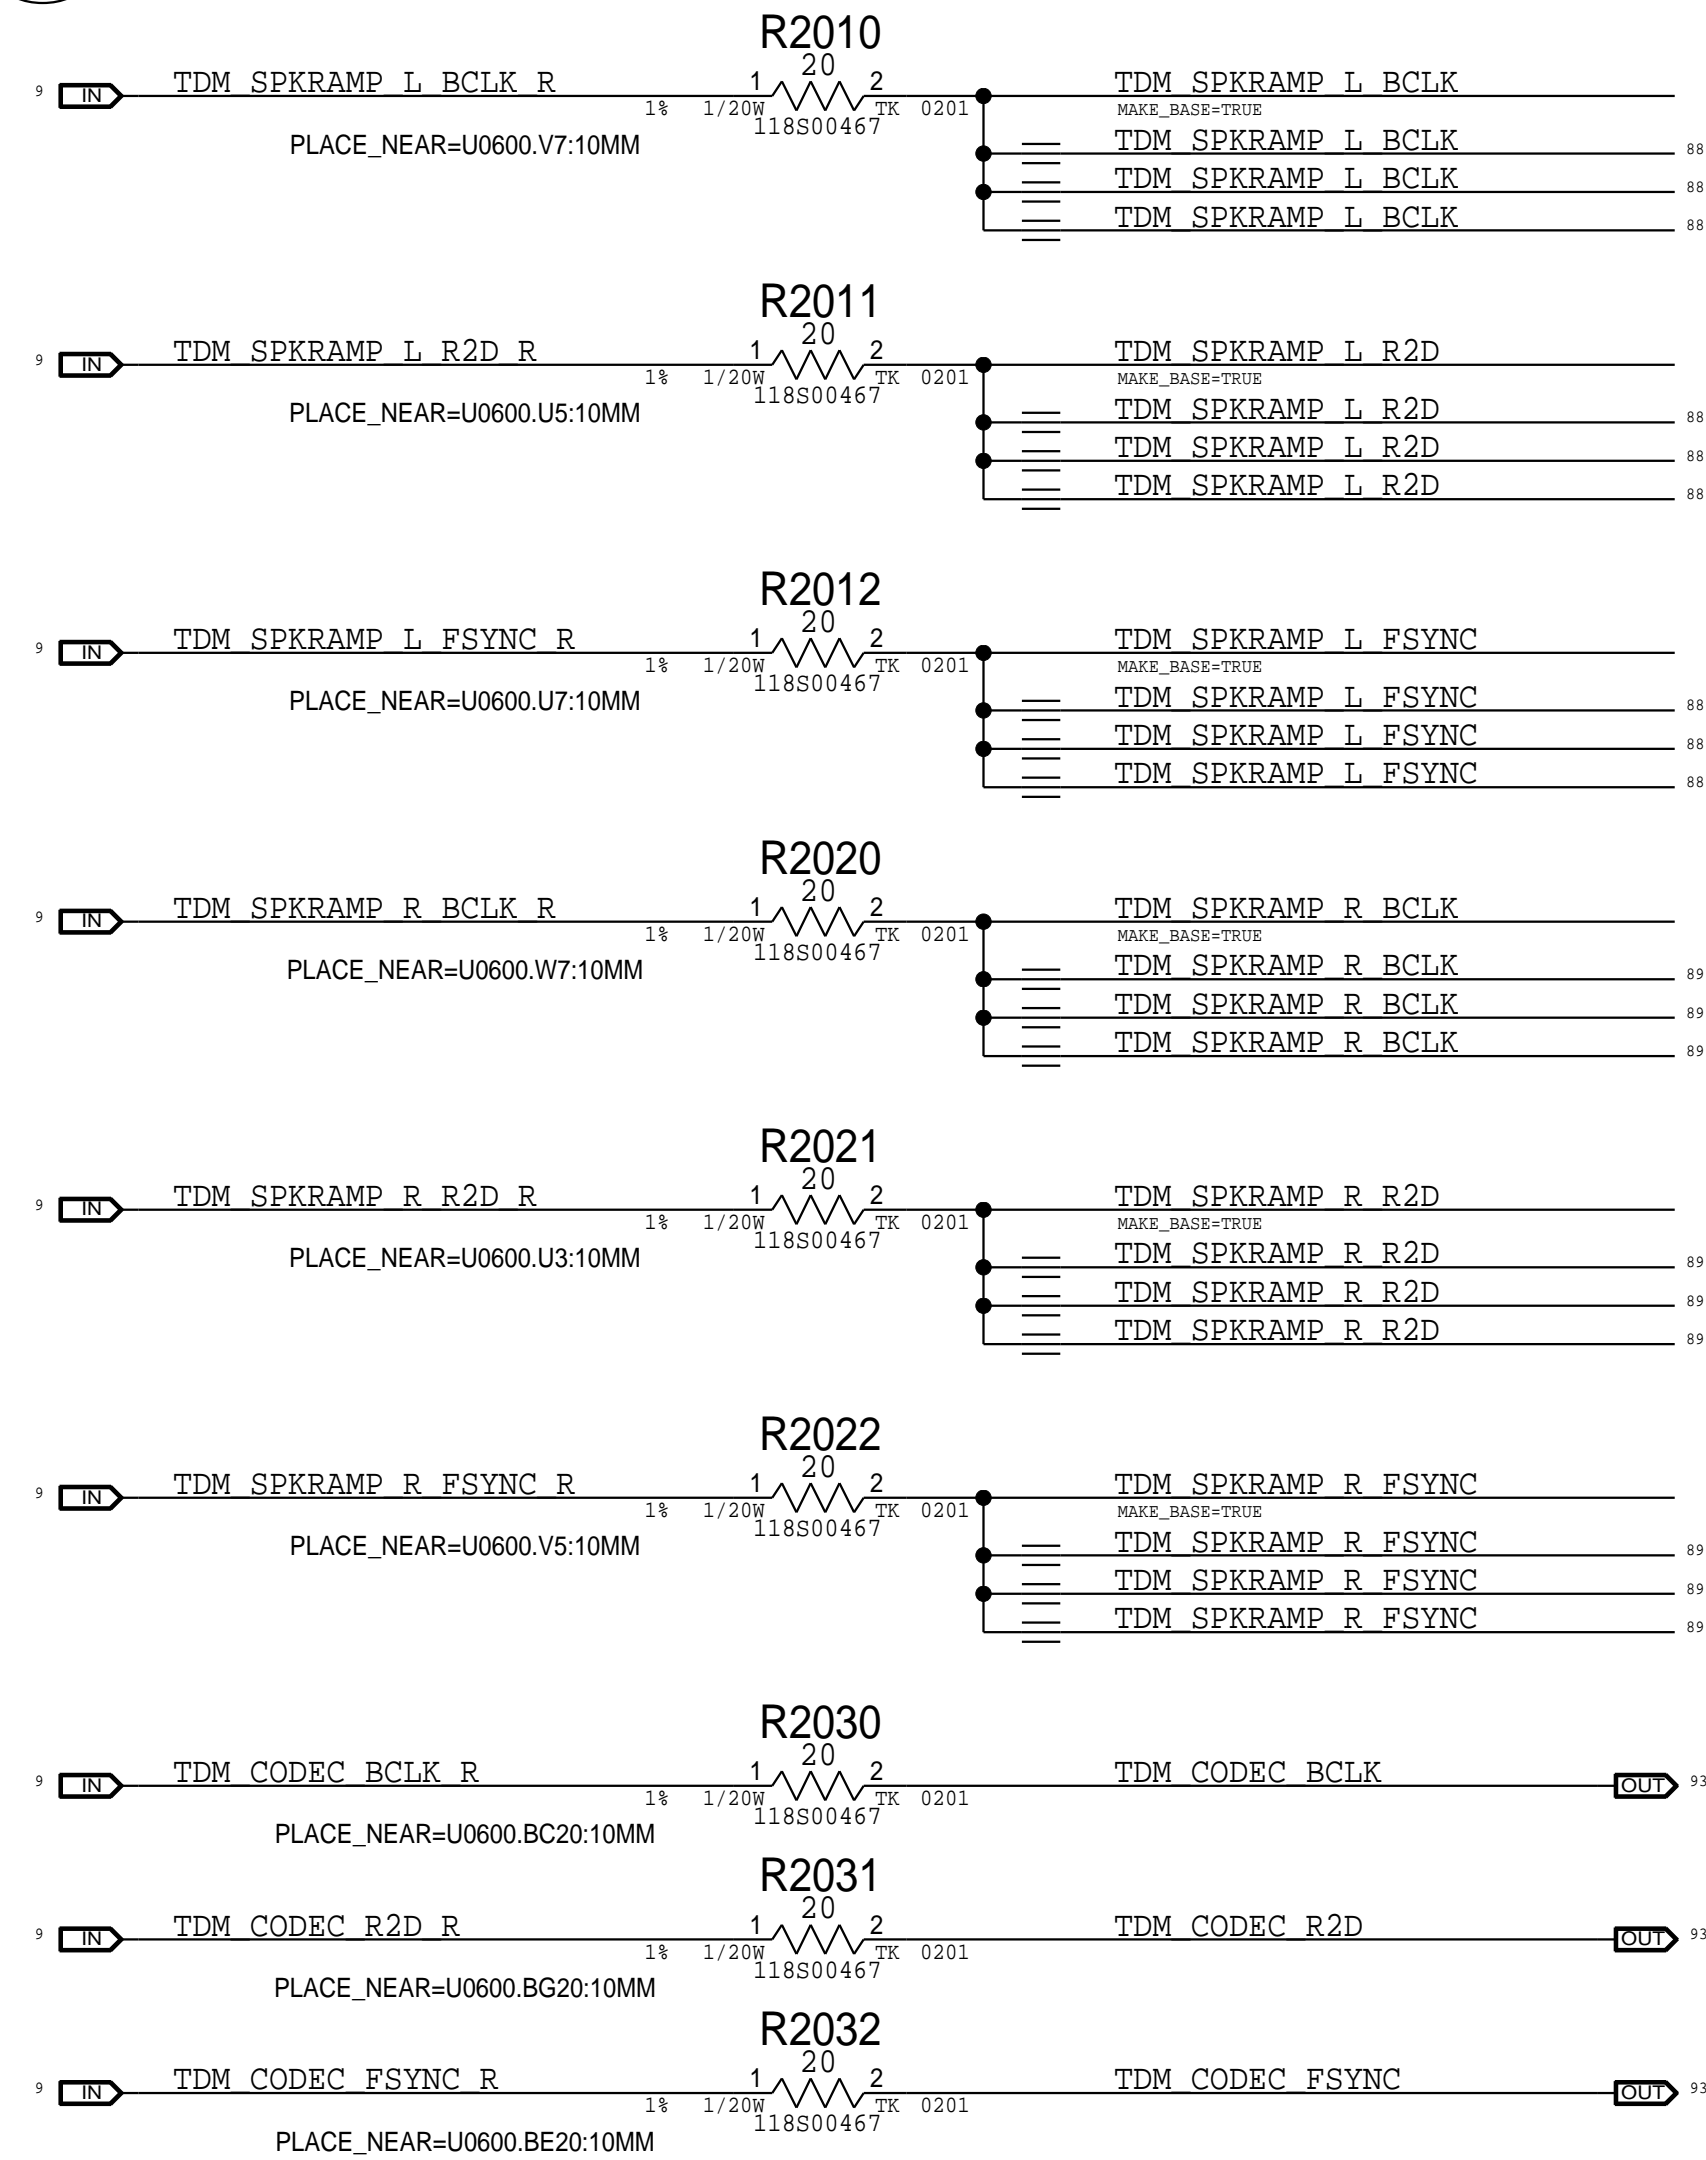 R2010
20
9 IN TDM_SPKRAMP_L_BCLK_R 1 2 TDM_SPKRAMP_L_BCLK
1% 1/20W TK 0201 MAKE_BASE=TRUE
118S00467
PLACE_NEAR=U0600.V7:10MM TDM_SPKRAMP_L_BCLK 88
TDM_SPKRAMP_L_BCLK 88
TDM_SPKRAMP_L_BCLK 88
R2011
20
9 IN TDM_SPKRAMP_L_R2D_R 1 2 TDM_SPKRAMP_L_R2D
1% 1/20W TK 0201 MAKE_BASE=TRUE
118S00467
PLACE_NEAR=U0600.U5:10MM TDM_SPKRAMP_L_R2D 88
TDM_SPKRAMP_L_R2D 88
TDM_SPKRAMP_L_R2D 88
R2012
20
9 IN TDM_SPKRAMP_L_FSYNC_R 1 2 TDM_SPKRAMP_L_FSYNC
1% 1/20W TK 0201 MAKE_BASE=TRUE
118S00467
PLACE_NEAR=U0600.U7:10MM TDM_SPKRAMP_L_FSYNC 88
TDM_SPKRAMP_L_FSYNC 88
TDM_SPKRAMP_L_FSYNC 88
R2020
20
9 IN TDM_SPKRAMP_R_BCLK_R 1 2 TDM_SPKRAMP_R_BCLK
1% 1/20W TK 0201 MAKE_BASE=TRUE
118S00467
PLACE_NEAR=U0600.W7:10MM TDM_SPKRAMP_R_BCLK 89
TDM_SPKRAMP_R_BCLK 89
TDM_SPKRAMP_R_BCLK 89
R2021
20
9 IN TDM_SPKRAMP_R_R2D_R 1 2 TDM_SPKRAMP_R_R2D
1% 1/20W TK 0201 MAKE_BASE=TRUE
118S00467
PLACE_NEAR=U0600.U3:10MM TDM_SPKRAMP_R_R2D 89
TDM_SPKRAMP_R_R2D 89
TDM_SPKRAMP_R_R2D 89
R2022
20
9 IN TDM_SPKRAMP_R_FSYNC_R 1 2 TDM_SPKRAMP_R_FSYNC
1% 1/20W TK 0201 MAKE_BASE=TRUE
118S00467
PLACE_NEAR=U0600.V5:10MM TDM_SPKRAMP_R_FSYNC 89
TDM_SPKRAMP_R_FSYNC 89
TDM_SPKRAMP_R_FSYNC 89
R2030
20
9 IN TDM_CODEC_BCLK_R 1 2 TDM_CODEC_BCLK OUT 93
1% 1/20W TK 0201
118S00467
PLACE_NEAR=U0600.BC20:10MM
R2031
20
9 IN TDM_CODEC_R2D_R 1 2 TDM_CODEC_R2D OUT 93
1% 1/20W TK 0201
118S00467
PLACE_NEAR=U0600.BG20:10MM
R2032
20
9 IN TDM_CODEC_FSYNC_R 1 2 TDM_CODEC_FSYNC OUT 93
1% 1/20W TK 0201
118S00467
PLACE_NEAR=U0600.BE20:10MM